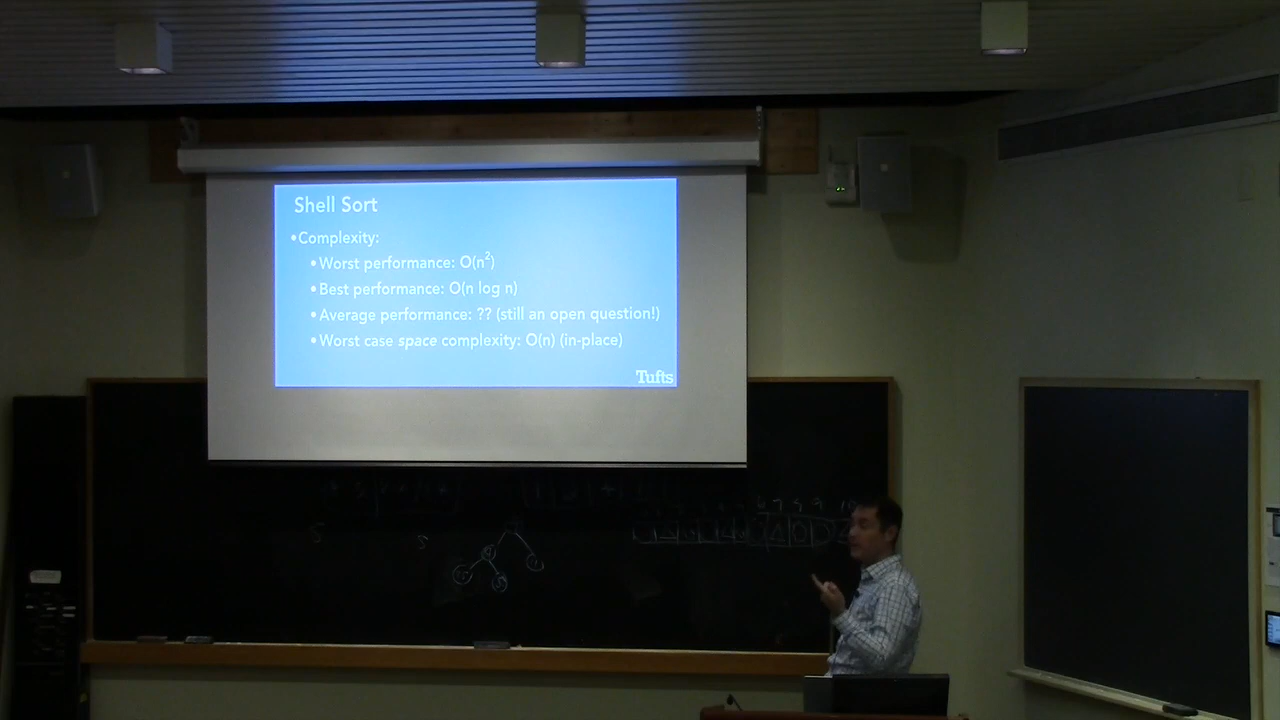 Shell Sort
•Complexity:
•Worst performance: O(n²)
•Best performance: O(n log n)
•Average performance: ?? (still an open question!)
•Worst case space complexity: O(n) (in-place)
Tufts